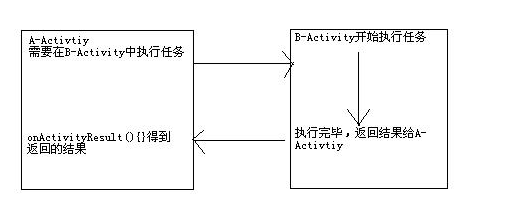 A-Activtiy
需要在B-Activity中执行任务
onActivityResult(){}得到
返回的结果
B-Activity开始执行任务
执行完毕，返回结果给A-
Activtiy